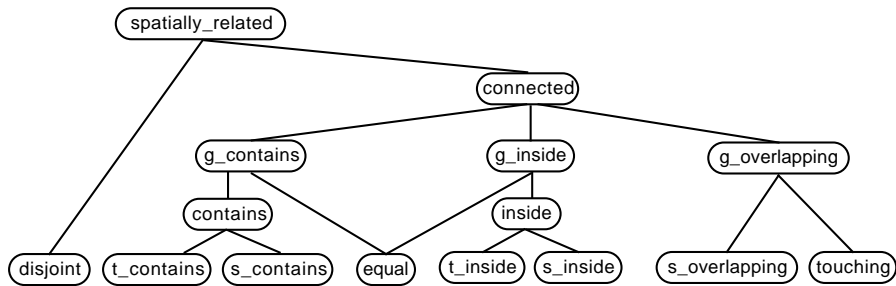 spatially_related
connected
g_contains
g_inside
g_overlapping
contains
inside
disjoint
t_contains
s_contains
equal
t_inside
s_inside
s_overlapping
touching